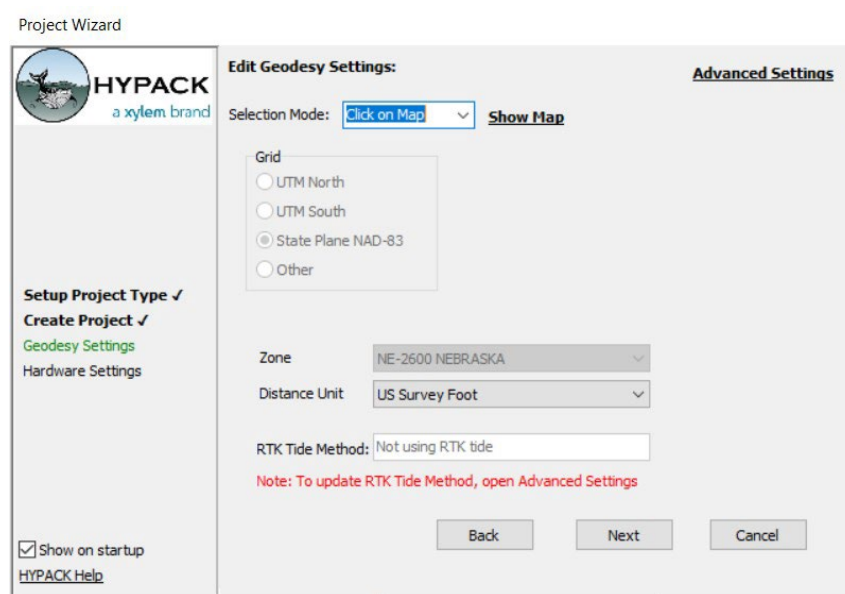 Project Wizard
HYPACK
a xylem brand
Setup Project Type ✓
Create Project ✓
Geodesy Settings
Hardware Settings
Show on startup
HYPACK Help
Edit Geodesy Settings:
Advanced Settings
Selection Mode: Click on Map Show Map
Grid
UTM North
UTM South
State Plane NAD-83
Other
Zone NE-2600 NEBRASKA
Distance Unit US Survey Foot
RTK Tide Method: Not using RTK tide
Note: To update RTK Tide Method, open Advanced Settings
Back Next Cancel